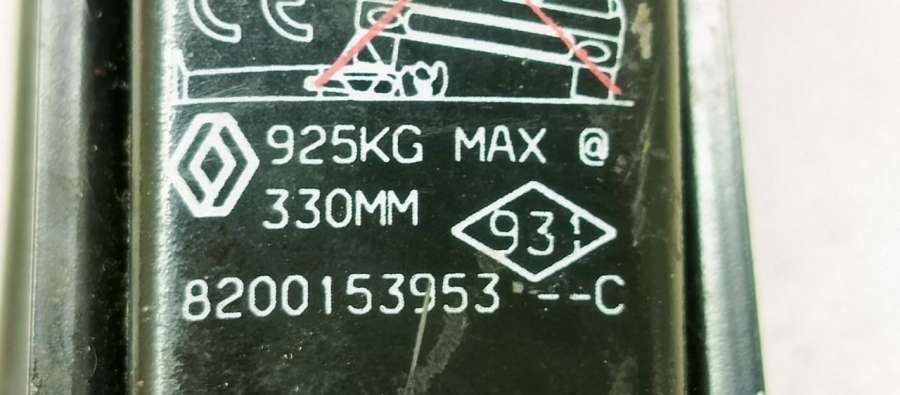 CE
925KG MAX @
330MM
931
8200153953 --C